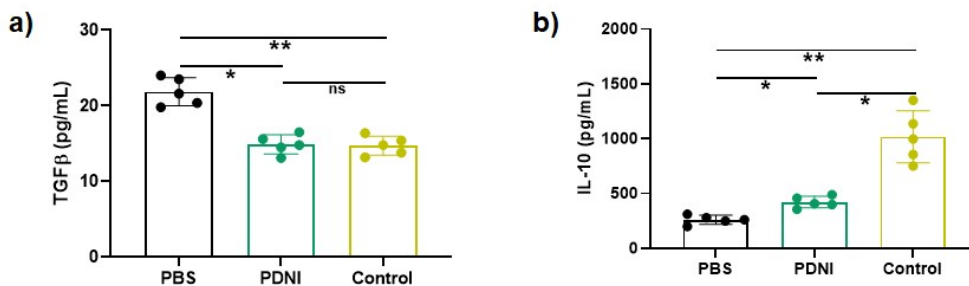 a)
TGFβ (pg/mL)
30
20
10
0
**
*
ns
PBS PDNI Control
b)
IL-10 (pg/mL)
2000
1500
1000
500
0
**
*
*
PBS PDNI Control